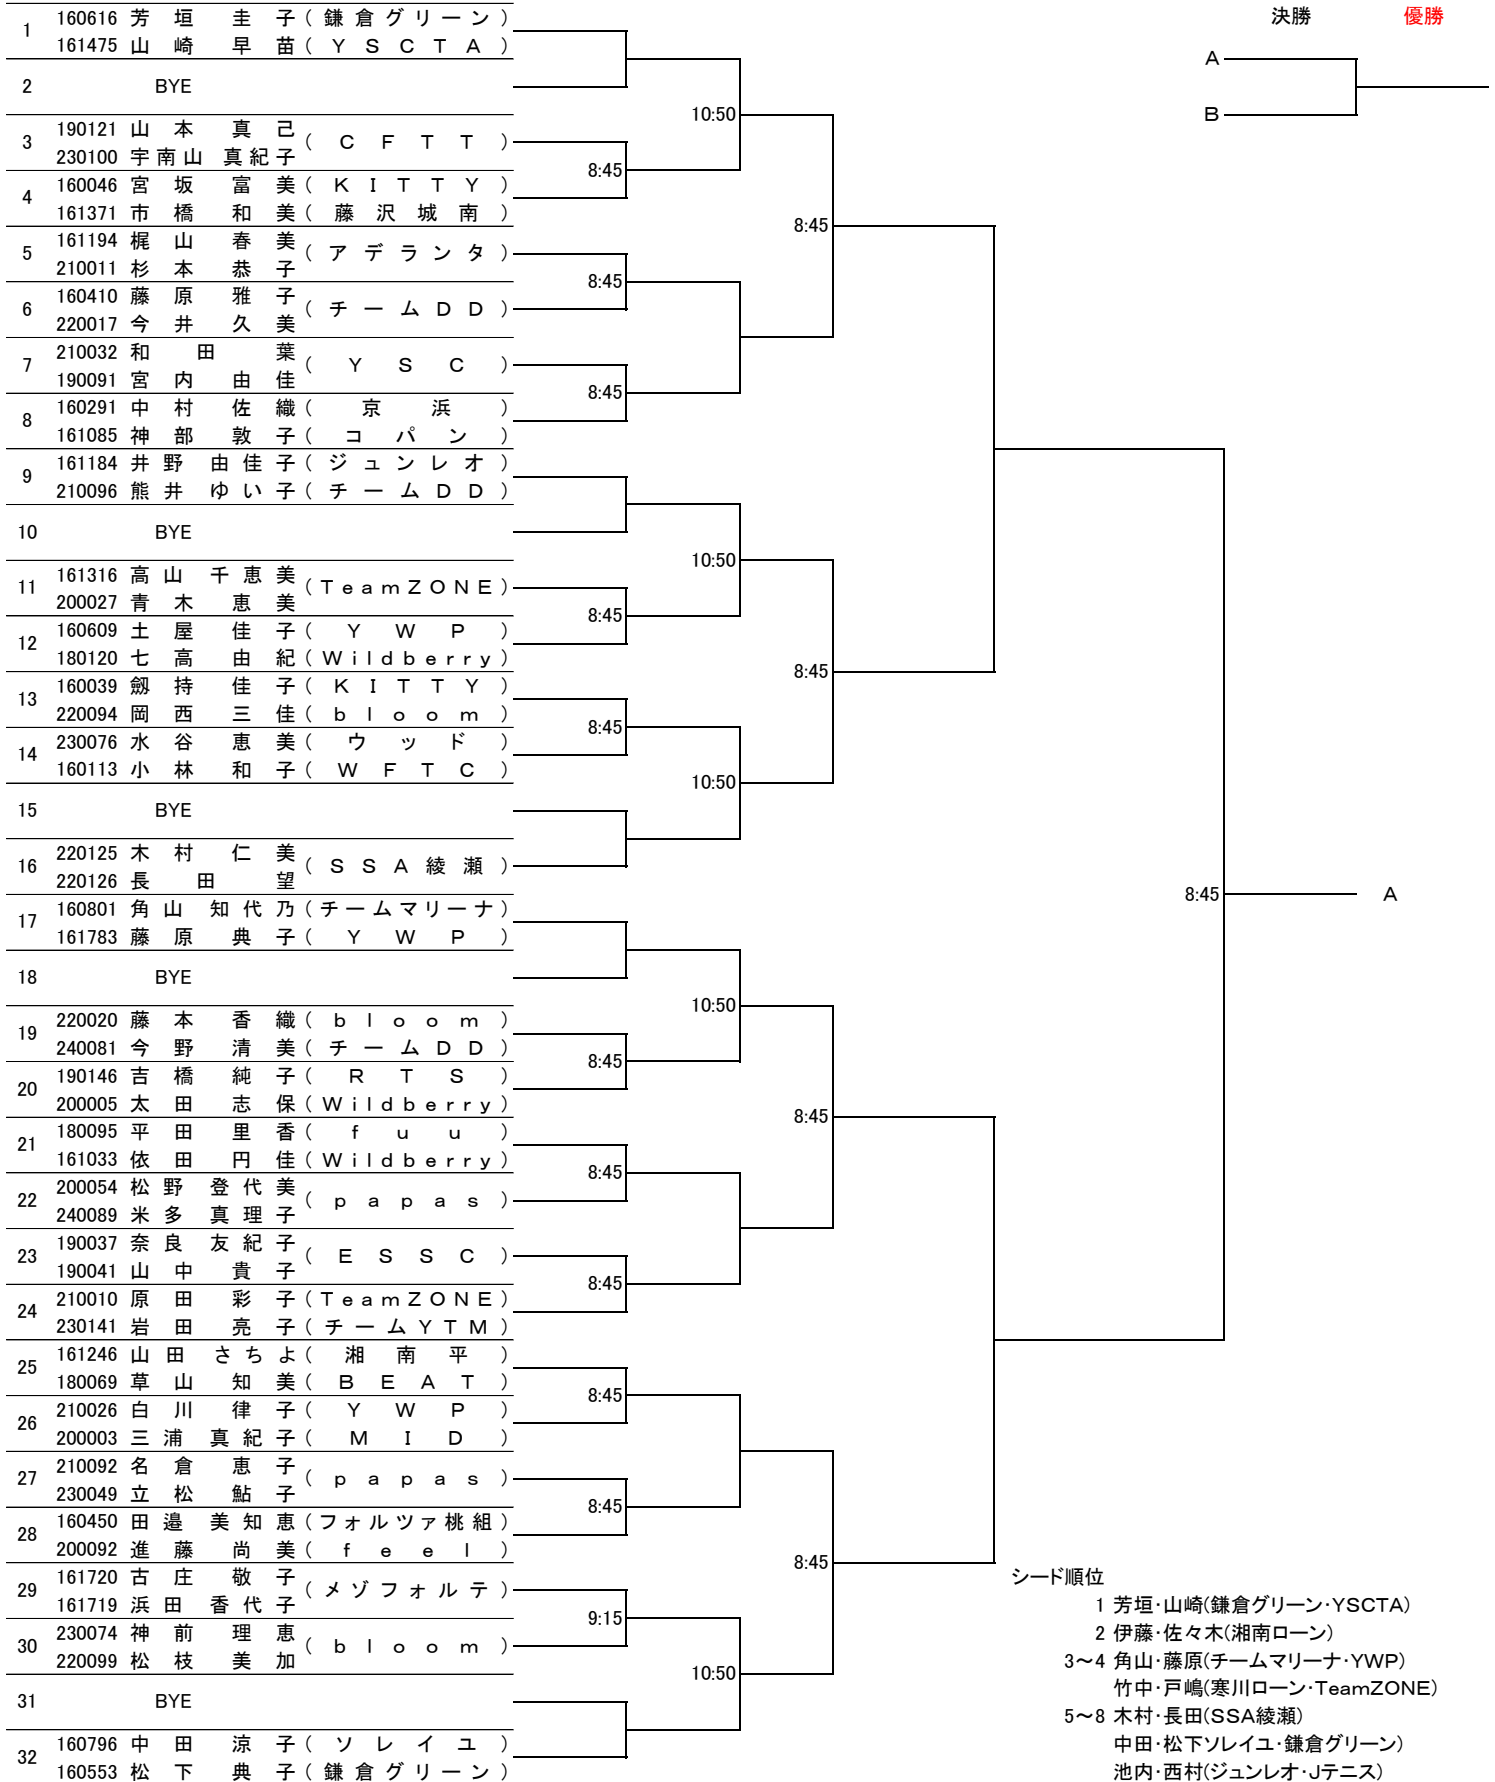 決勝 優勝
1 160616 芳垣 圭子 (鎌倉グリーン)
161475 山崎 早苗 (YSCTA)
A
2 BYE
10:50
B
3 190121 山本 真己 (CFTT)
230100 宇南山 真紀子
8:45
4 160046 宮坂 富美 (KITTY)
161371 市橋 和美 (藤沢城南)
8:45
5 161194 梶山 春美 (アデランタ)
210011 杉本 恭子
8:45
6 160410 藤原 雅子 (チームDD)
220017 今井 久美
7 210032 和田 葉 (YSC)
190091 宮内 由佳
8:45
8 160291 中村 佐織 (京浜)
161085 神部 敦子 (コパン)
9 161184 井野 由佳子 (ジュンレオ)
210096 熊井 ゆい子 (チームDD)
10 BYE
10:50
11 161316 高山 千恵美 (TeamZONE)
200027 青木 恵美
8:45
12 160609 土屋 佳子 (YWP)
180120 七高 由紀 (Wildberry)
8:45
13 160039 劔持 佳子 (KITTY)
220094 岡西 三佳 (bloom)
8:45
14 230076 水谷 恵美 (ウッド)
160113 小林 和子 (WFTC)
10:50
15 BYE
16 220125 木村 仁美 (SSA綾瀬)
220126 長田 望
8:45 A
17 160801 角山 知代乃 (チームマリーナ)
161783 藤原 典子 (YWP)
18 BYE
10:50
19 220020 藤本 香織 (bloom)
240081 今野 清美 (チームDD)
8:45
20 190146 吉橋 純子 (RTS)
200005 太田 志保 (Wildberry)
8:45
21 180095 平田 里香 (fuu)
161033 依田 円佳 (Wildberry)
8:45
22 200054 松野 登代美 (papas)
240089 米多 真理子
23 190037 奈良 友紀子 (ESSC)
190041 山中 貴子
8:45
24 210010 原田 彩子 (TeamZONE)
230141 岩田 亮子 (チームYTM)
25 161246 山田 さちよ (湘南平)
180069 草山 知美 (BEAT)
8:45
26 210026 白川 律子 (YWP)
200003 三浦 真紀子 (MID)
27 210092 名倉 恵子 (papas)
230049 立松 鮎子
8:45
28 160450 田邉 美知恵 (フォルツァ桃組)
200092 進藤 尚美 (feel)
8:45
29 161720 古庄 敬子 (メゾフォルテ)
161719 浜田 香代子
9:15
30 230074 神前 理恵 (bloom)
220099 松枝 美加
10:50
31 BYE
32 160796 中田 涼子 (ソレイユ)
160553 松下 典子 (鎌倉グリーン)
シード順位
1 芳垣・山崎(鎌倉グリーン・YSCTA)
2 伊藤・佐々木(湘南ローン)
3～4 角山・藤原(チームマリーナ・YWP)
竹中・戸嶋(寒川ローン・TeamZONE)
5～8 木村・長田(SSA綾瀬)
中田・松下ソレイユ・鎌倉グリーン)
池内・西村(ジュンレオ・Jテニス)